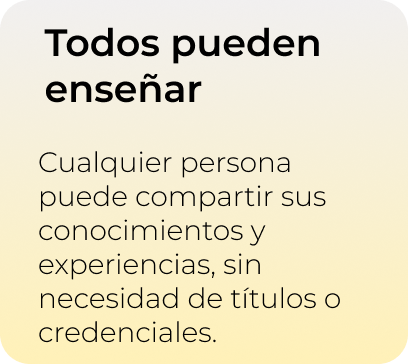 Todos pueden
enseñar
Cualquier persona
puede compartir sus
conocimientos y
experiencias, sin
necesidad de títulos o
credenciales.